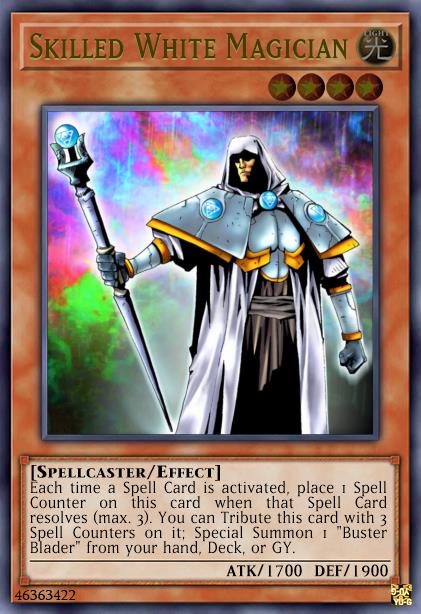 Skilled White Magician
LIGHT
光
[Spellcaster/Effect]
Each time a Spell Card is activated, place 1 Spell
Counter on this card when that Spell Card
resolves (max. 3). You can Tribute this card with 3
Spell Counters on it; Special Summon 1 "Buster
Blader" from your hand, Deck, or GY.
ATK/1700 DEF/1900
46363422